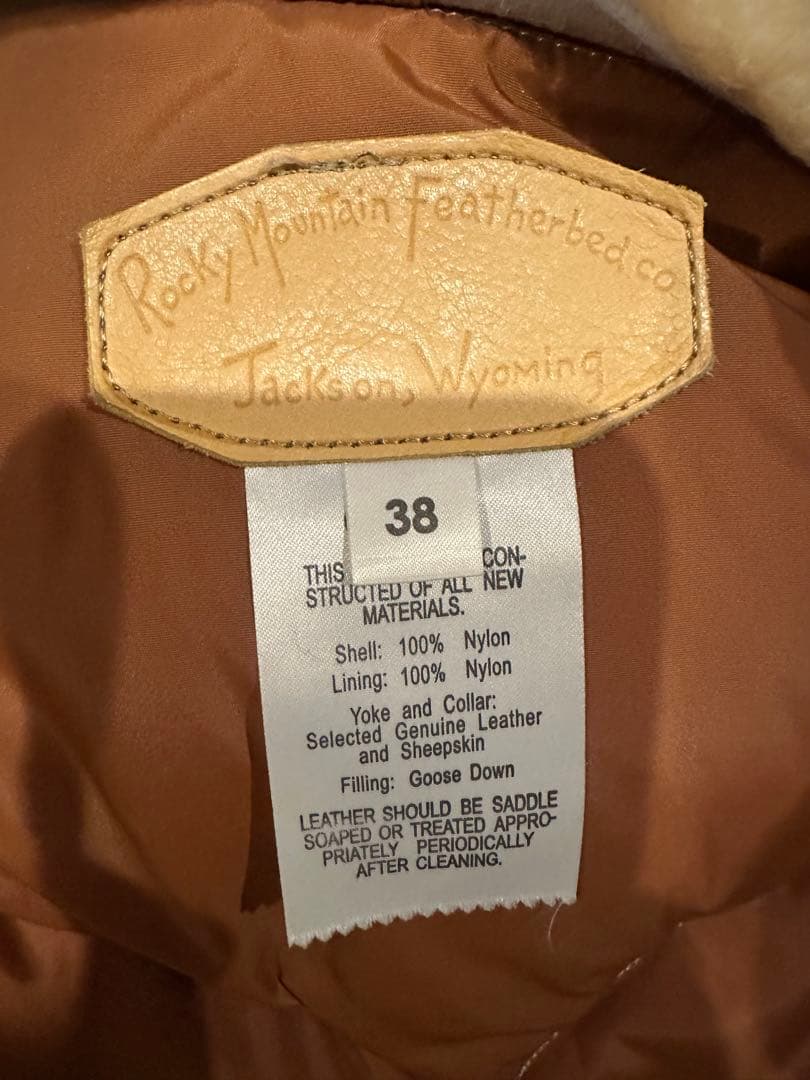 Rocky Mountain Featherbed co
Jackson, Wyoming
38
THIS CON-
STRUCTED OF ALL NEW
MATERIALS.
Shell: 100% Nylon
Lining: 100% Nylon
Yoke and Collar:
Selected Genuine Leather
and Sheepskin
Filling: Goose Down
LEATHER SHOULD BE SADDLE
SOAPED OR TREATED APPRO-
PRIATELY PERIODICALLY
AFTER CLEANING.